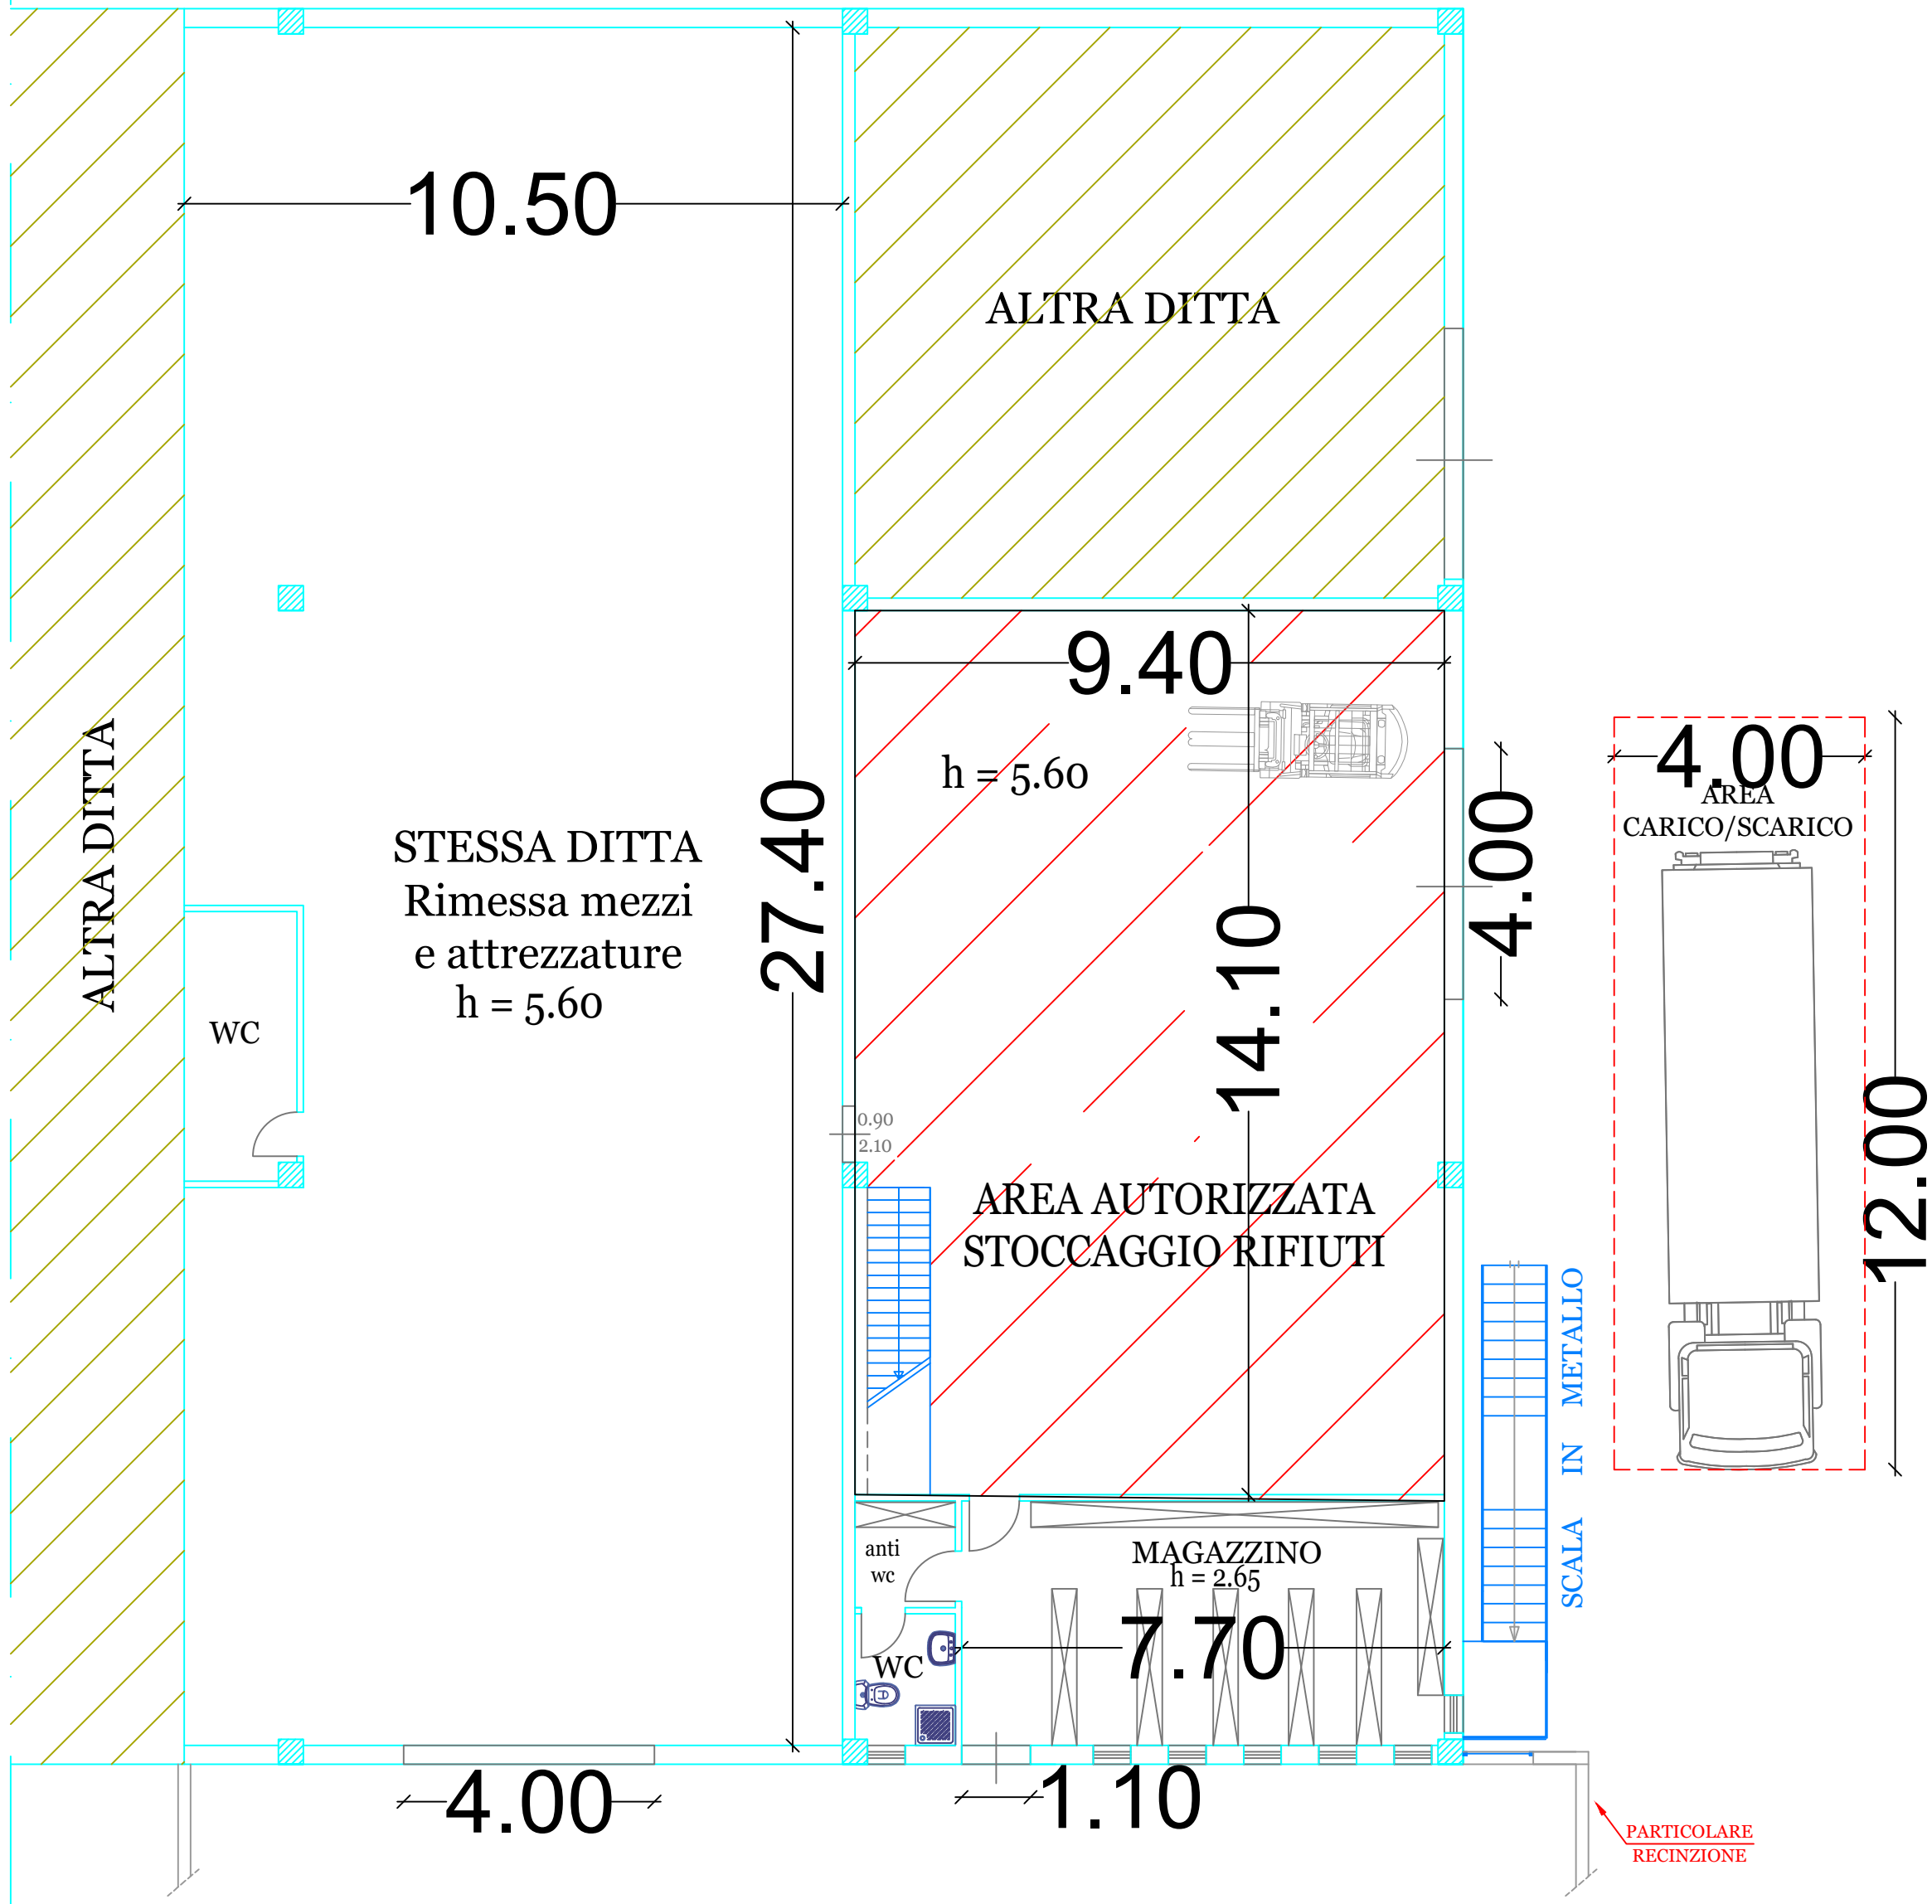 10.50
ALTRA DITTA
9.40
h = 5.60
4.00
AREA
CARICO/SCARICO
ALTRA DITTA
STESSA DITTA
Rimessa mezzi
e attrezzature
h = 5.60
27.40
14.10
4.00
WC
0.90
2.10
12.00
AREA AUTORIZZATA
STOCCAGGIO RIFIUTI
SCALA IN METALLO
anti
wc
MAGAZZINO
h = 2.65
7.70
WC
4.00
1.10
PARTICOLARE
RECINZIONE